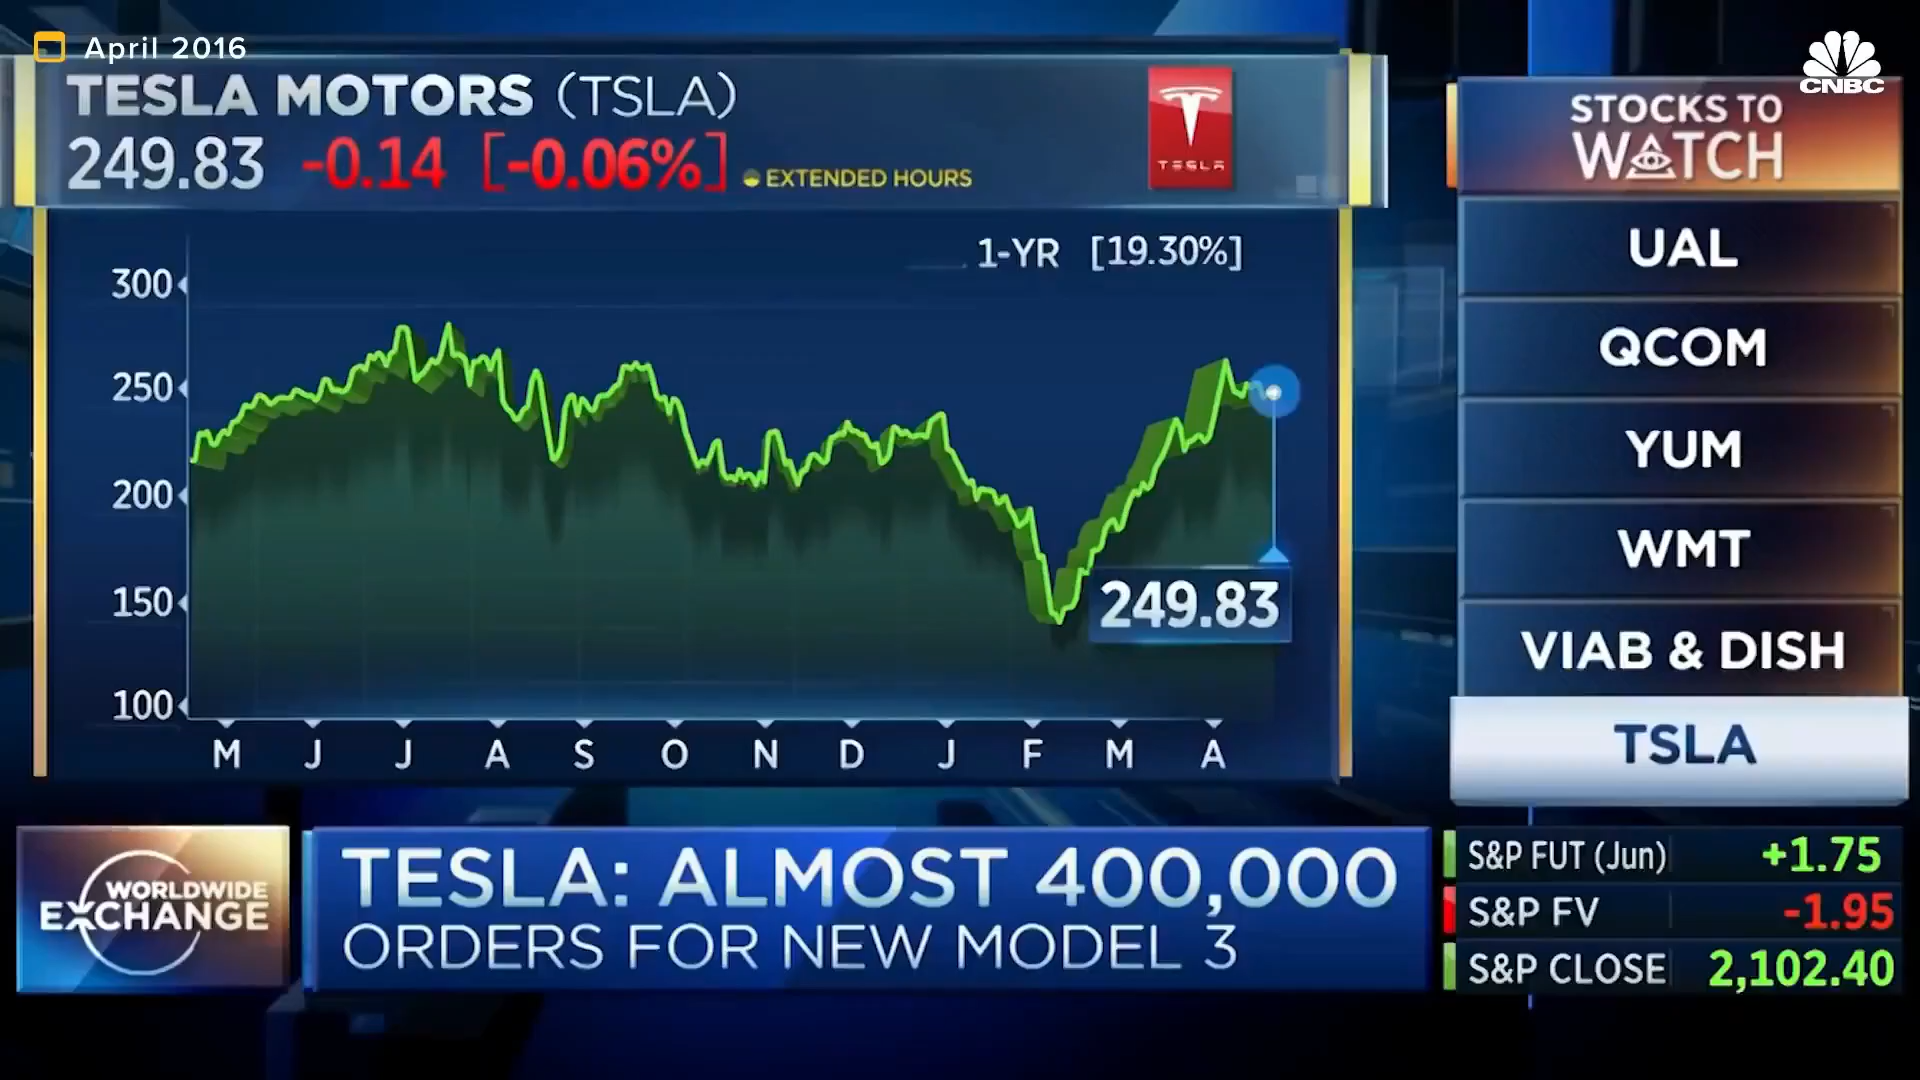 April 2016
CNBC
TESLA MOTORS (TSLA)
249.83 -0.14 [-0.06%] EXTENDED HOURS
TESLA
1-YR [19.30%]
300
250
200
150
100
249.83
M J J A S O N D J F M A
STOCKS TO
WATCH
UAL
QCOM
YUM
WMT
VIAB & DISH
TSLA
WORLDWIDE
EXCHANGE
TESLA: ALMOST 400,000
ORDERS FOR NEW MODEL 3
S&P FUT (Jun) +1.75
S&P FV -1.95
S&P CLOSE 2,102.40